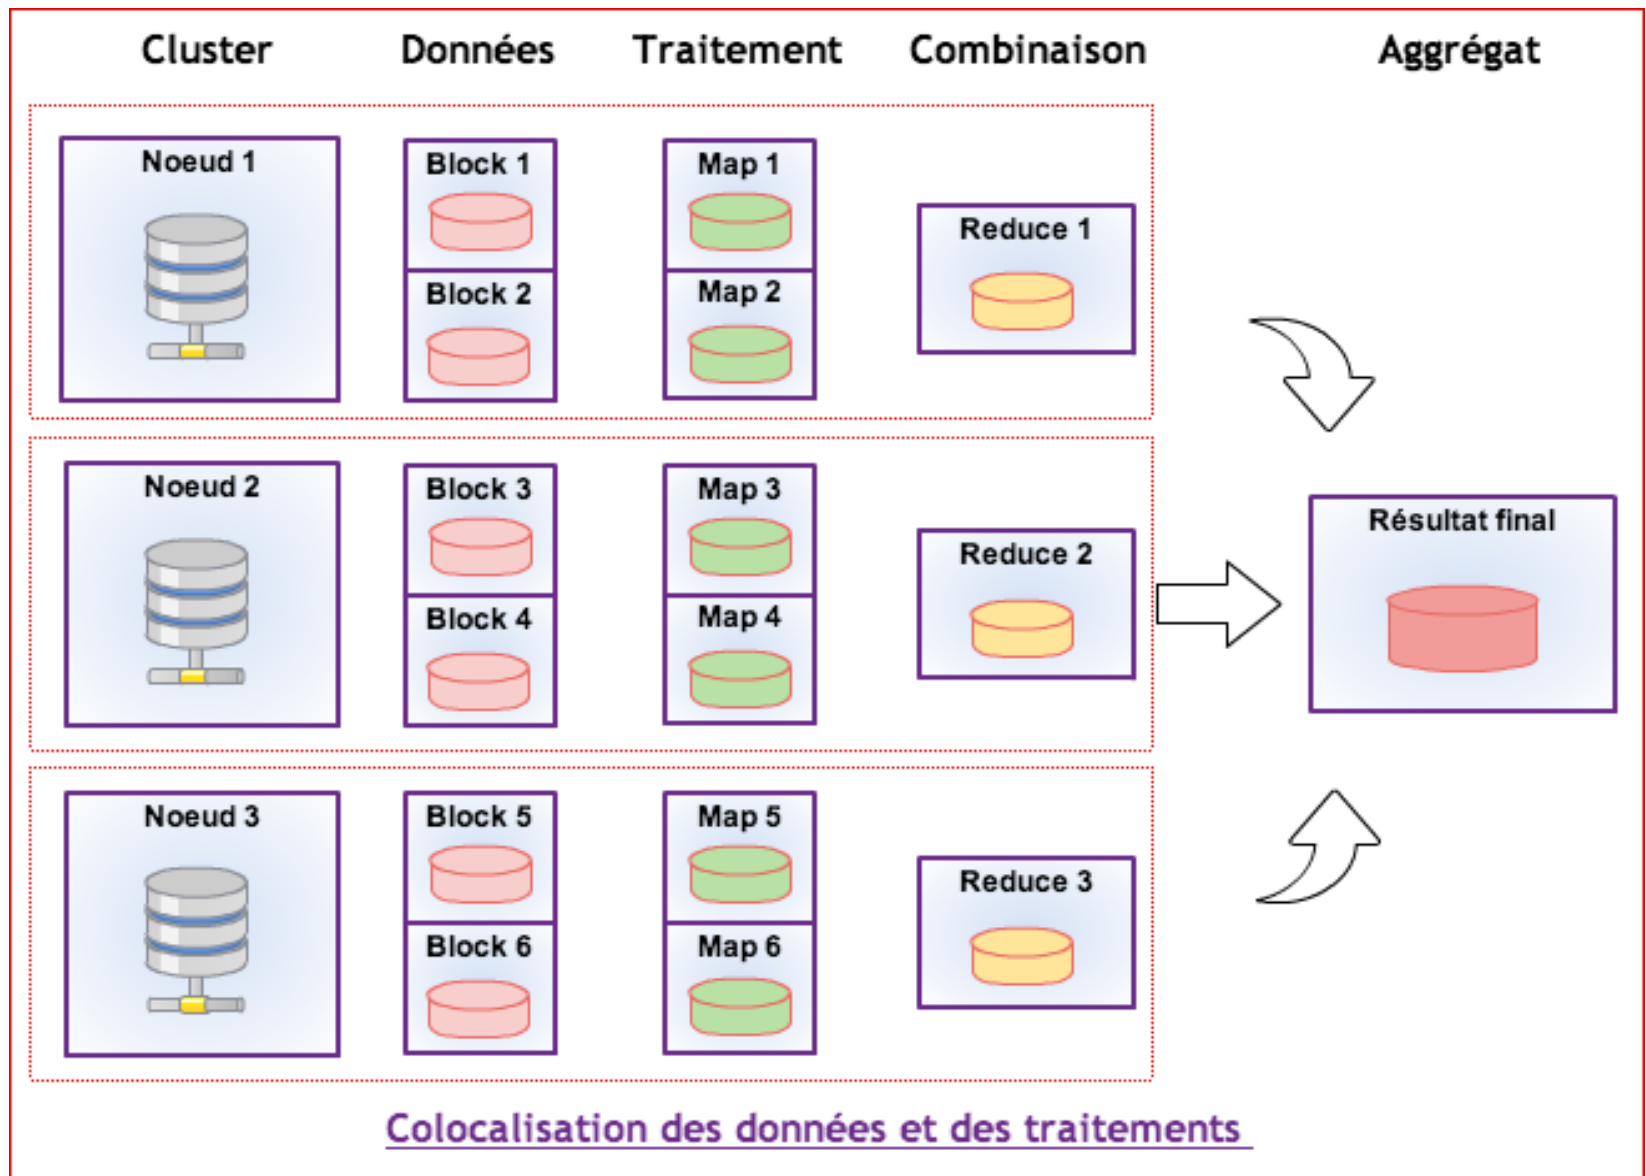 Cluster Données Traitement Combinaison Aggrégat
Noeud 1
Block 1
Block 2
Map 1
Map 2
Reduce 1
Noeud 2
Block 3
Block 4
Map 3
Map 4
Reduce 2
Résultat final
Noeud 3
Block 5
Block 6
Map 5
Map 6
Reduce 3
Colocalisation des données et des traitements